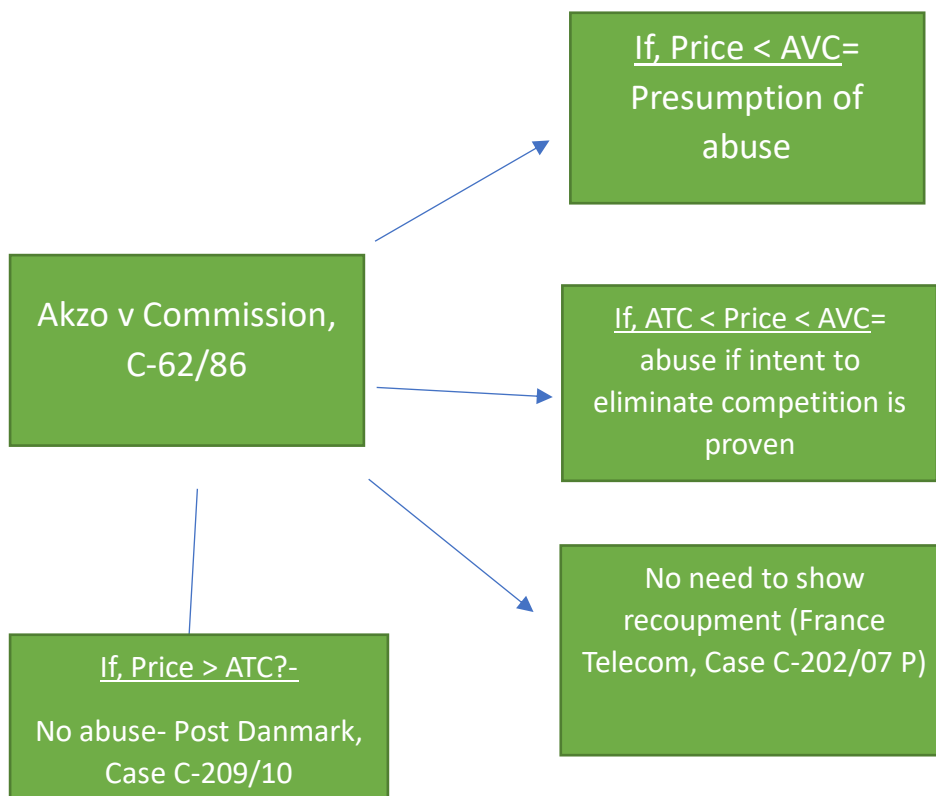 If, Price < AVC=
Presumption of
abuse
Akzo v Commission,
C-62/86
If, ATC < Price < AVC=
abuse if intent to
eliminate competition is
proven
No need to show
recoupment (France
Telecom, Case C-202/07 P)
If, Price > ATC?-
No abuse- Post Danmark,
Case C-209/10